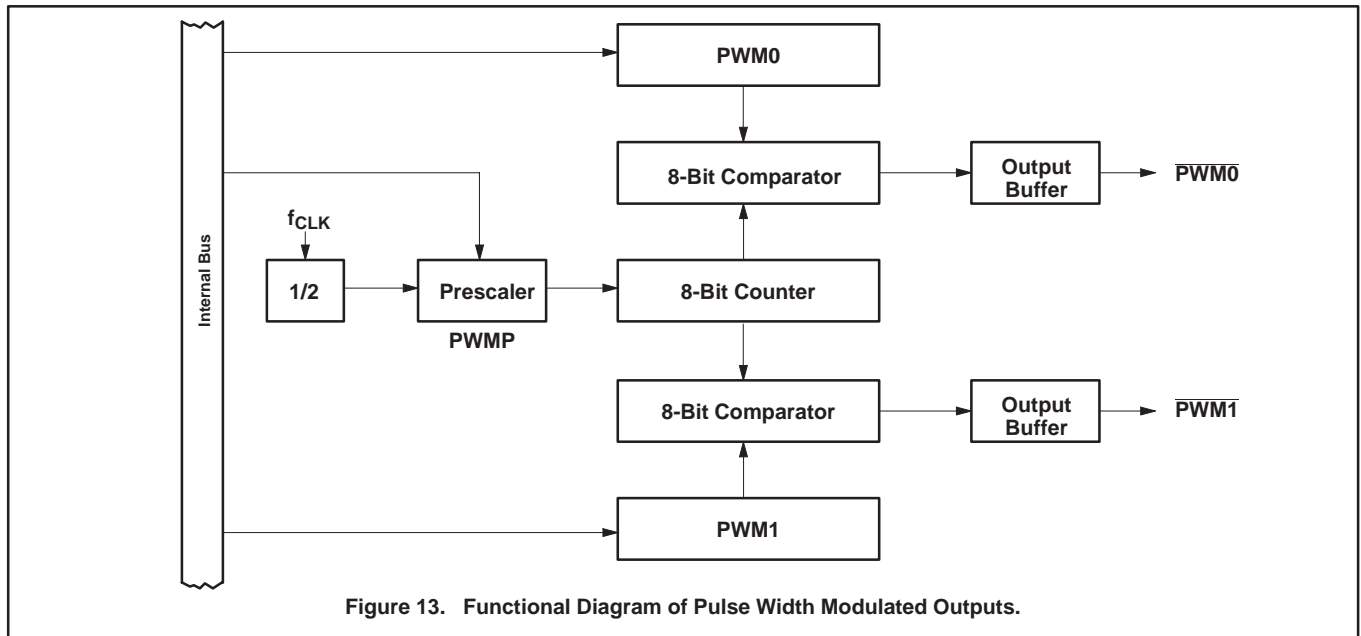 PWM0
8-Bit Comparator
Output
Buffer
PWM0
Internal Bus
fCLK
1/2
Prescaler
PWMP
8-Bit Counter
8-Bit Comparator
Output
Buffer
PWM1
PWM1
Figure 13. Functional Diagram of Pulse Width Modulated Outputs.